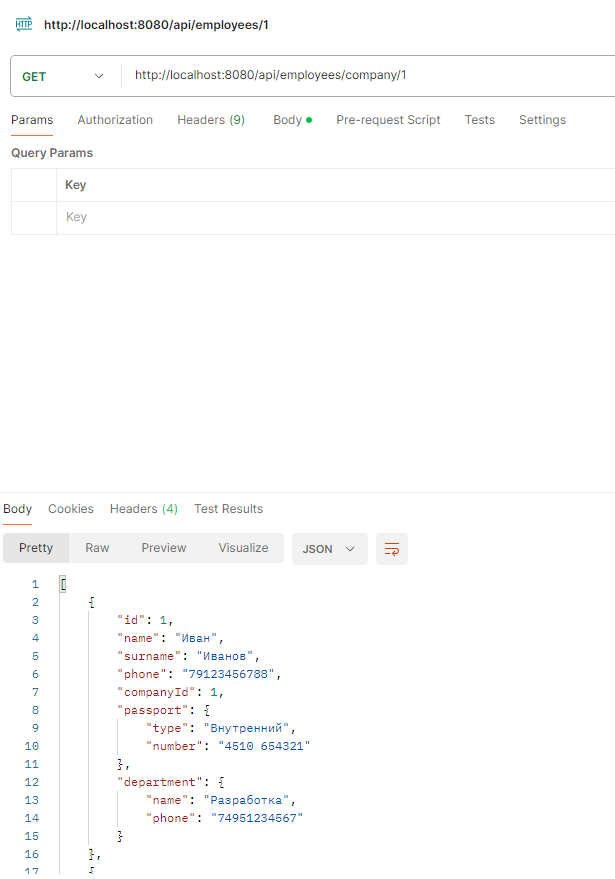 HTTP http://localhost:8080/api/employees/1
GET http://localhost:8080/api/employees/company/1
Params Authorization Headers (9) Body Pre-request Script Tests Settings
Query Params
Key
Key
Body Cookies Headers (4) Test Results
Pretty Raw Preview Visualize JSON
1 [
2 {
3 "id": 1,
4 "name": "Иван",
5 "surname": "Иванов",
6 "phone": "79123456788",
7 "companyId": 1,
8 "passport": {
9 "type": "Внутренний",
10 "number": "4510 654321"
11 },
12 "department": {
13 "name": "Разработка",
14 "phone": "74951234567"
15 }
16 },
17 {